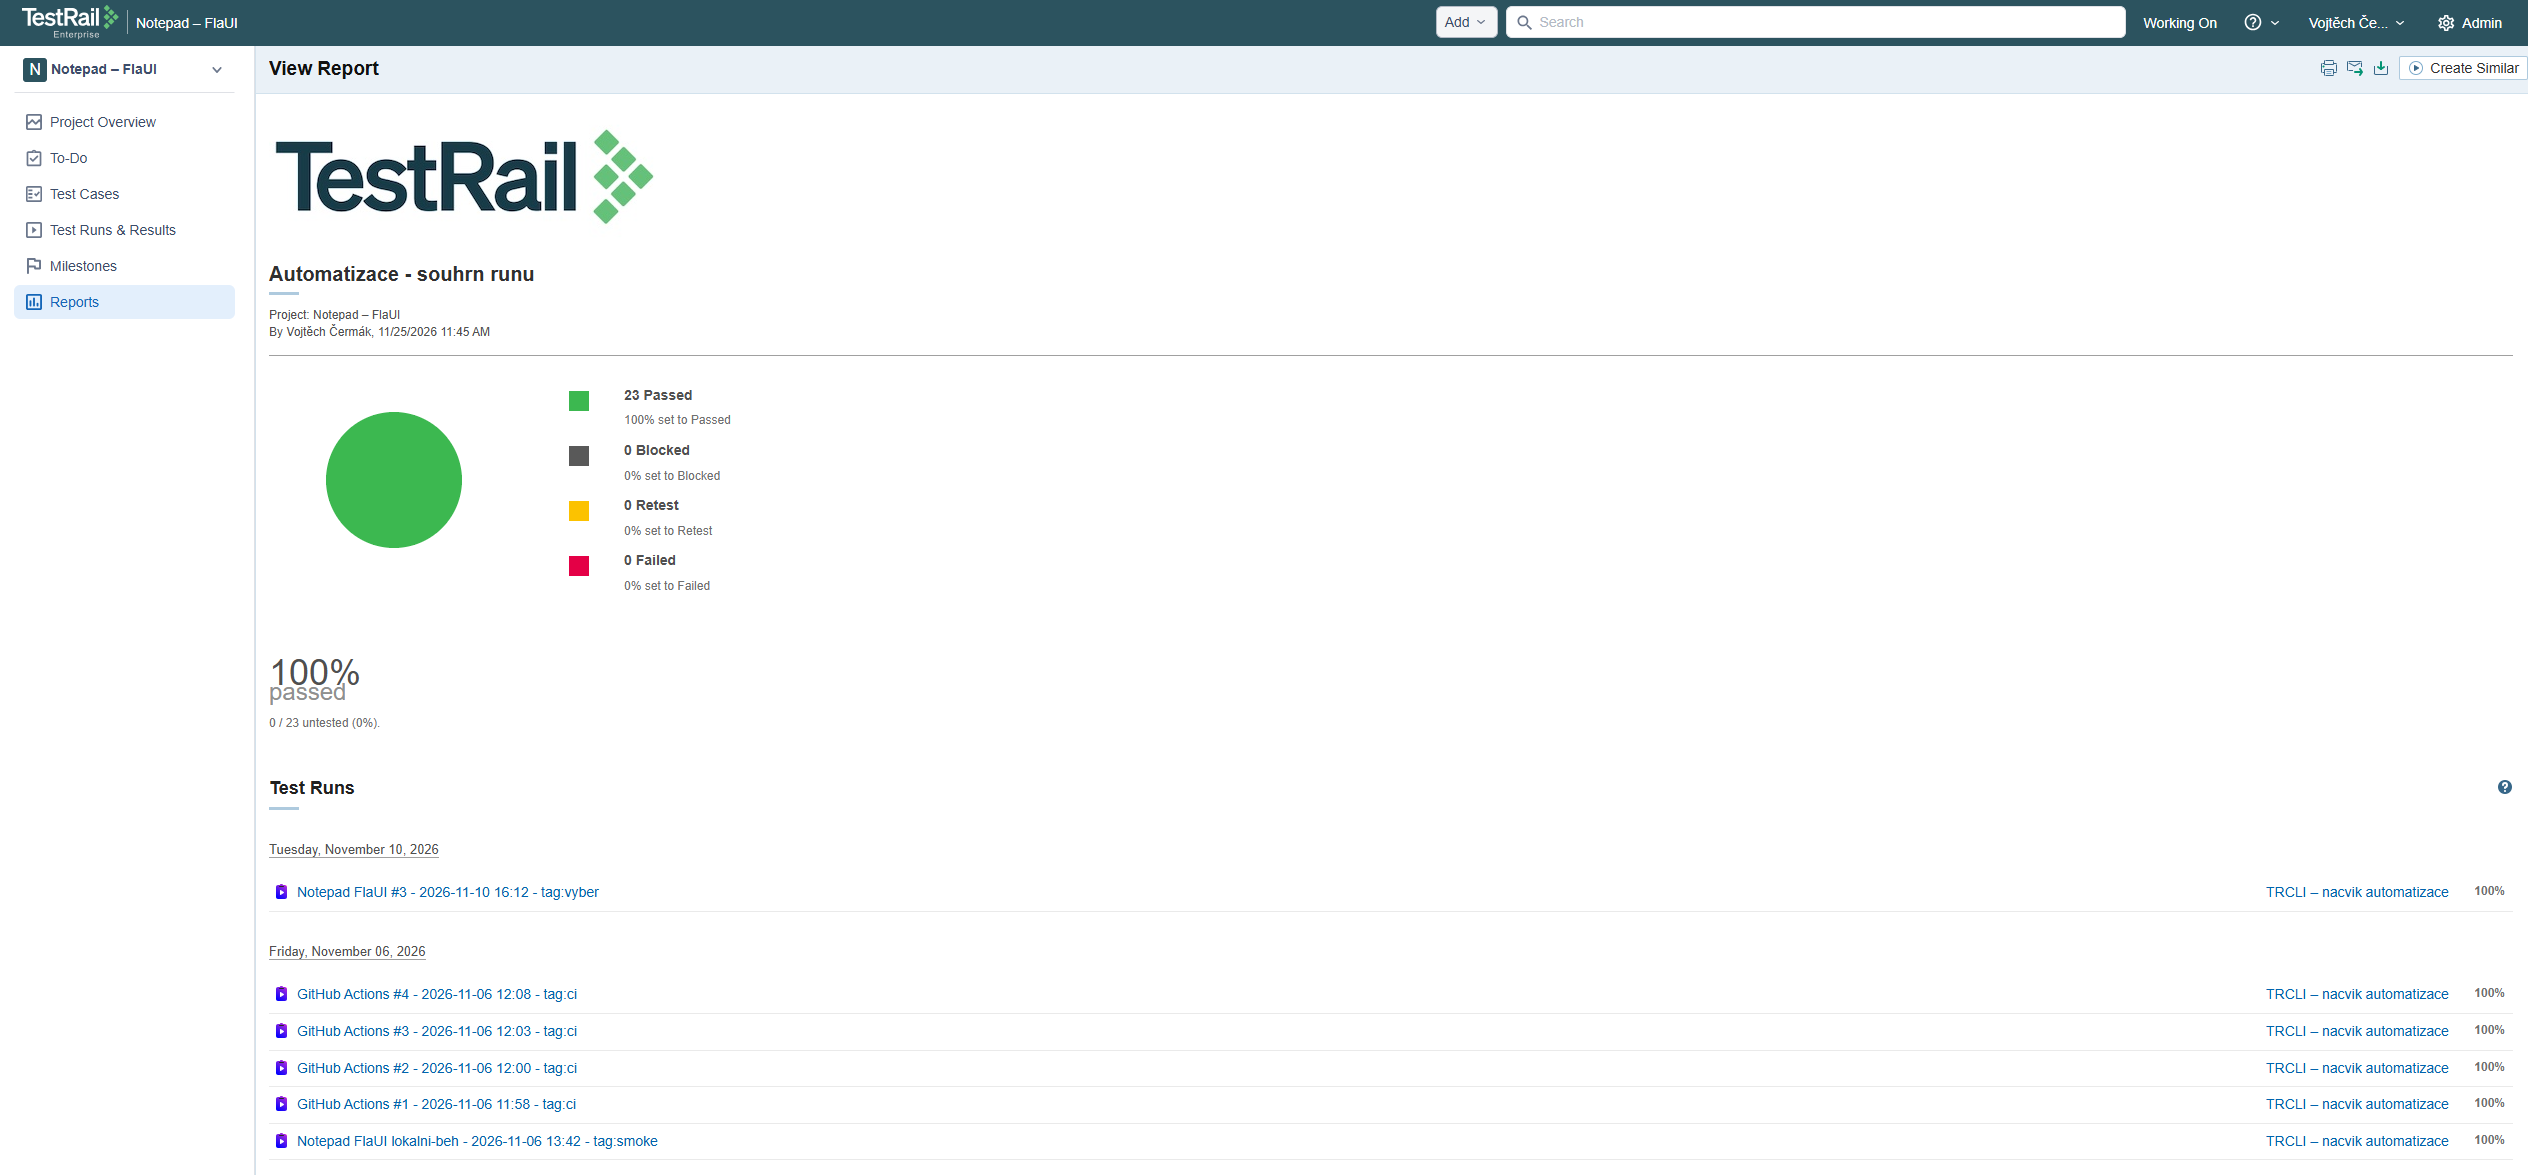 TestRail
Enterprise
Notepad – FlaUI
Add
Search
Working On
Vojtěch Če...
Admin
N Notepad – FlaUI
View Report
Create Similar
Project Overview
To-Do
Test Cases
Test Runs & Results
Milestones
Reports
TestRail
Automatizace - souhrn runu
Project: Notepad – FlaUI
By Vojtěch Čermák, 11/25/2026 11:45 AM
23 Passed
100% set to Passed
0 Blocked
0% set to Blocked
0 Retest
0% set to Retest
0 Failed
0% set to Failed
100%
passed
0 / 23 untested (0%).
Test Runs
Tuesday, November 10, 2026
Notepad FlaUI #3 - 2026-11-10 16:12 - tag:vyber TRCLI – nacvik automatizace 100%
Friday, November 06, 2026
GitHub Actions #4 - 2026-11-06 12:08 - tag:ci TRCLI – nacvik automatizace 100%
GitHub Actions #3 - 2026-11-06 12:03 - tag:ci TRCLI – nacvik automatizace 100%
GitHub Actions #2 - 2026-11-06 12:00 - tag:ci TRCLI – nacvik automatizace 100%
GitHub Actions #1 - 2026-11-06 11:58 - tag:ci TRCLI – nacvik automatizace 100%
Notepad FlaUI lokalni-beh - 2026-11-06 13:42 - tag:smoke TRCLI – nacvik automatizace 100%